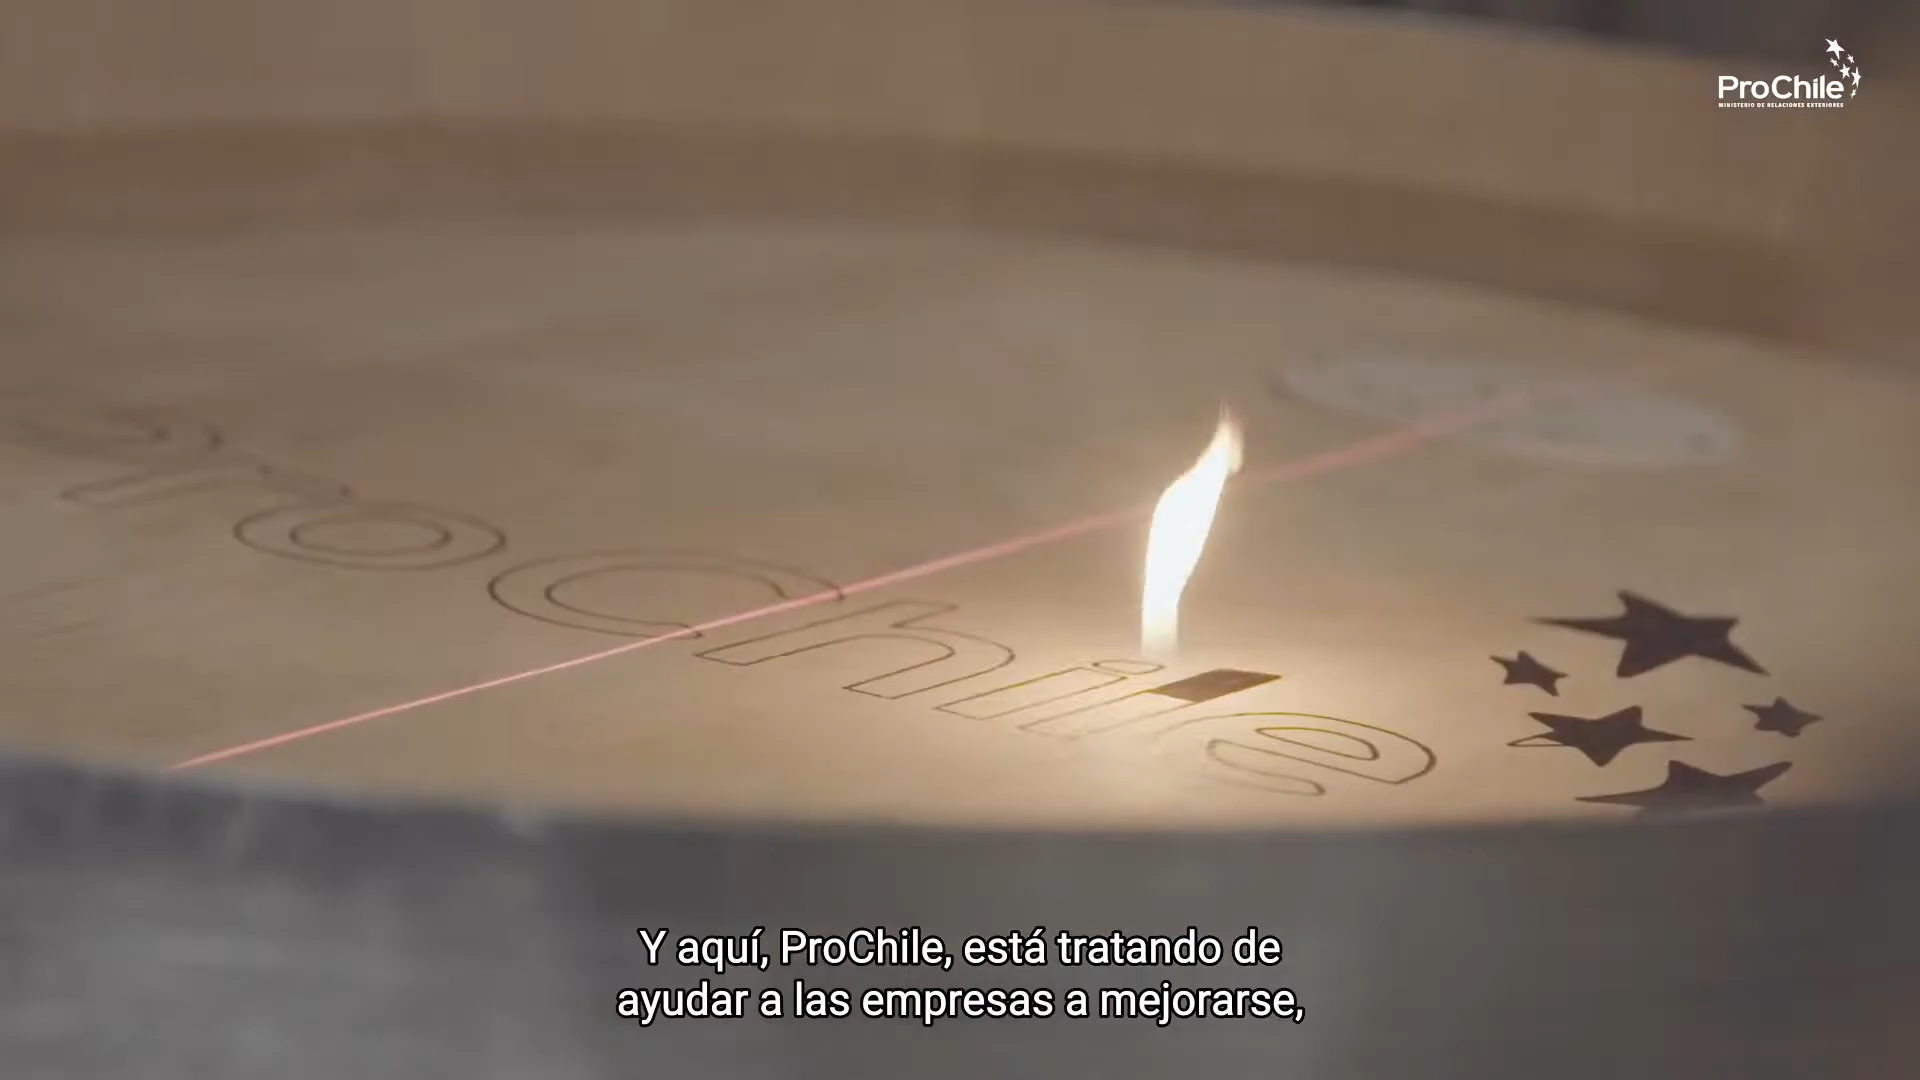 ProChile
MINISTERIO DE RELACIONES EXTERIORES
ProChile
Y aquí, ProChile, está tratando de
ayudar a las empresas a mejorarse,